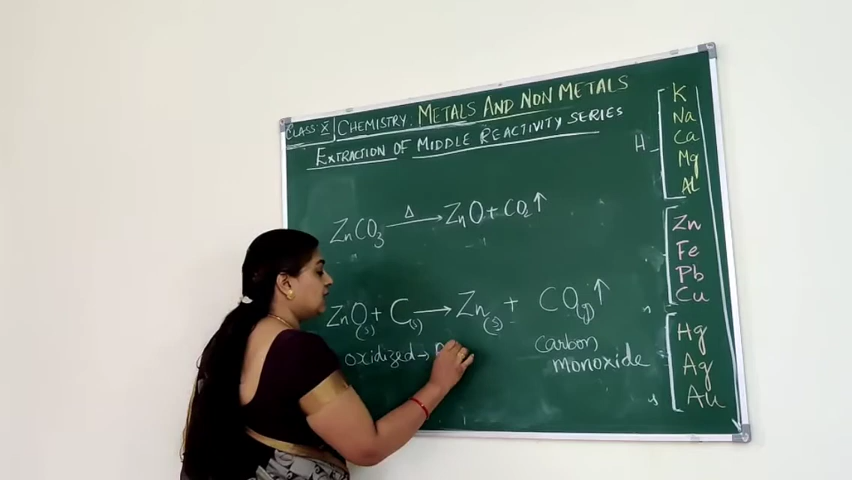 CLASS: X CHEMISTRY: METALS AND NON METALS
EXTRACTION OF MIDDLE REACTIVITY SERIES
H
K
Na
Ca
Mg
Al
ZnCO3 Δ→ ZnO + CO2↑
Zn
Fe
Pb
Cu
ZnO(s) + C(s) → Zn(s) + CO(g)↑
oxidized →
Carbon
monoxide
Hg
Ag
Au